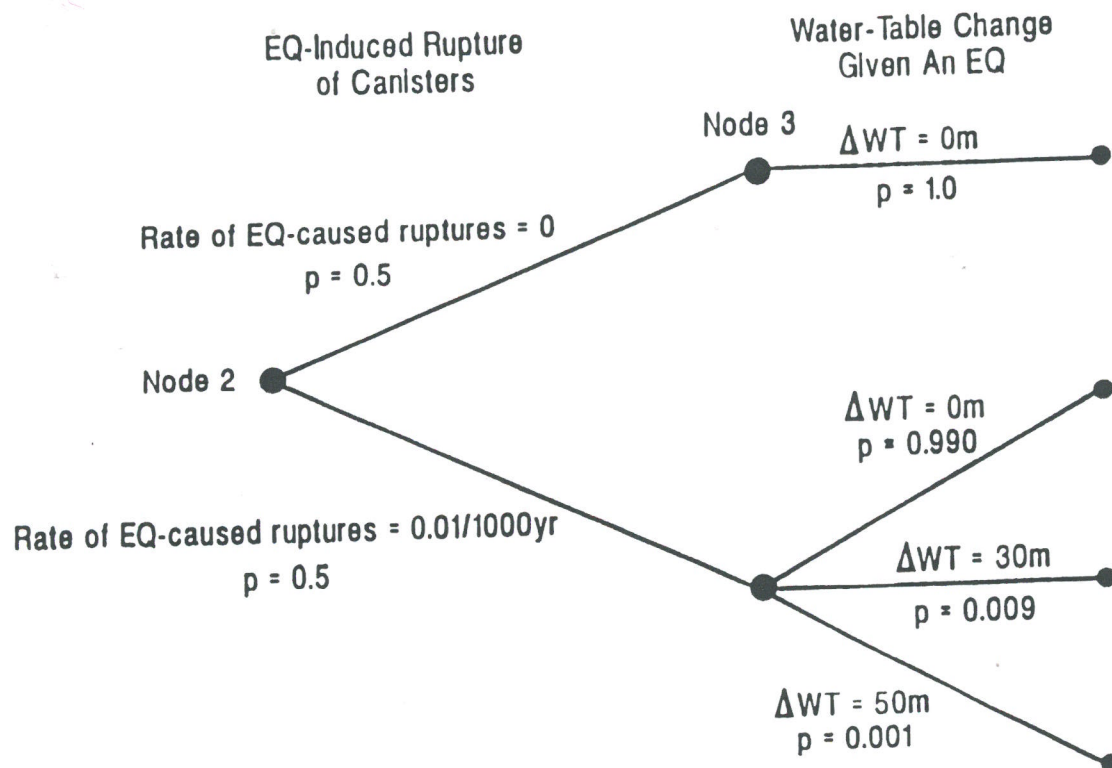 EQ-Induced Rupture
of Canisters
Water-Table Change
Given An EQ
Node 3
ΔWT = 0m
p = 1.0
Rate of EQ-caused ruptures = 0
p = 0.5
Node 2
ΔWT = 0m
p = 0.990
Rate of EQ-caused ruptures = 0.01/1000yr
p = 0.5
ΔWT = 30m
p = 0.009
ΔWT = 50m
p = 0.001